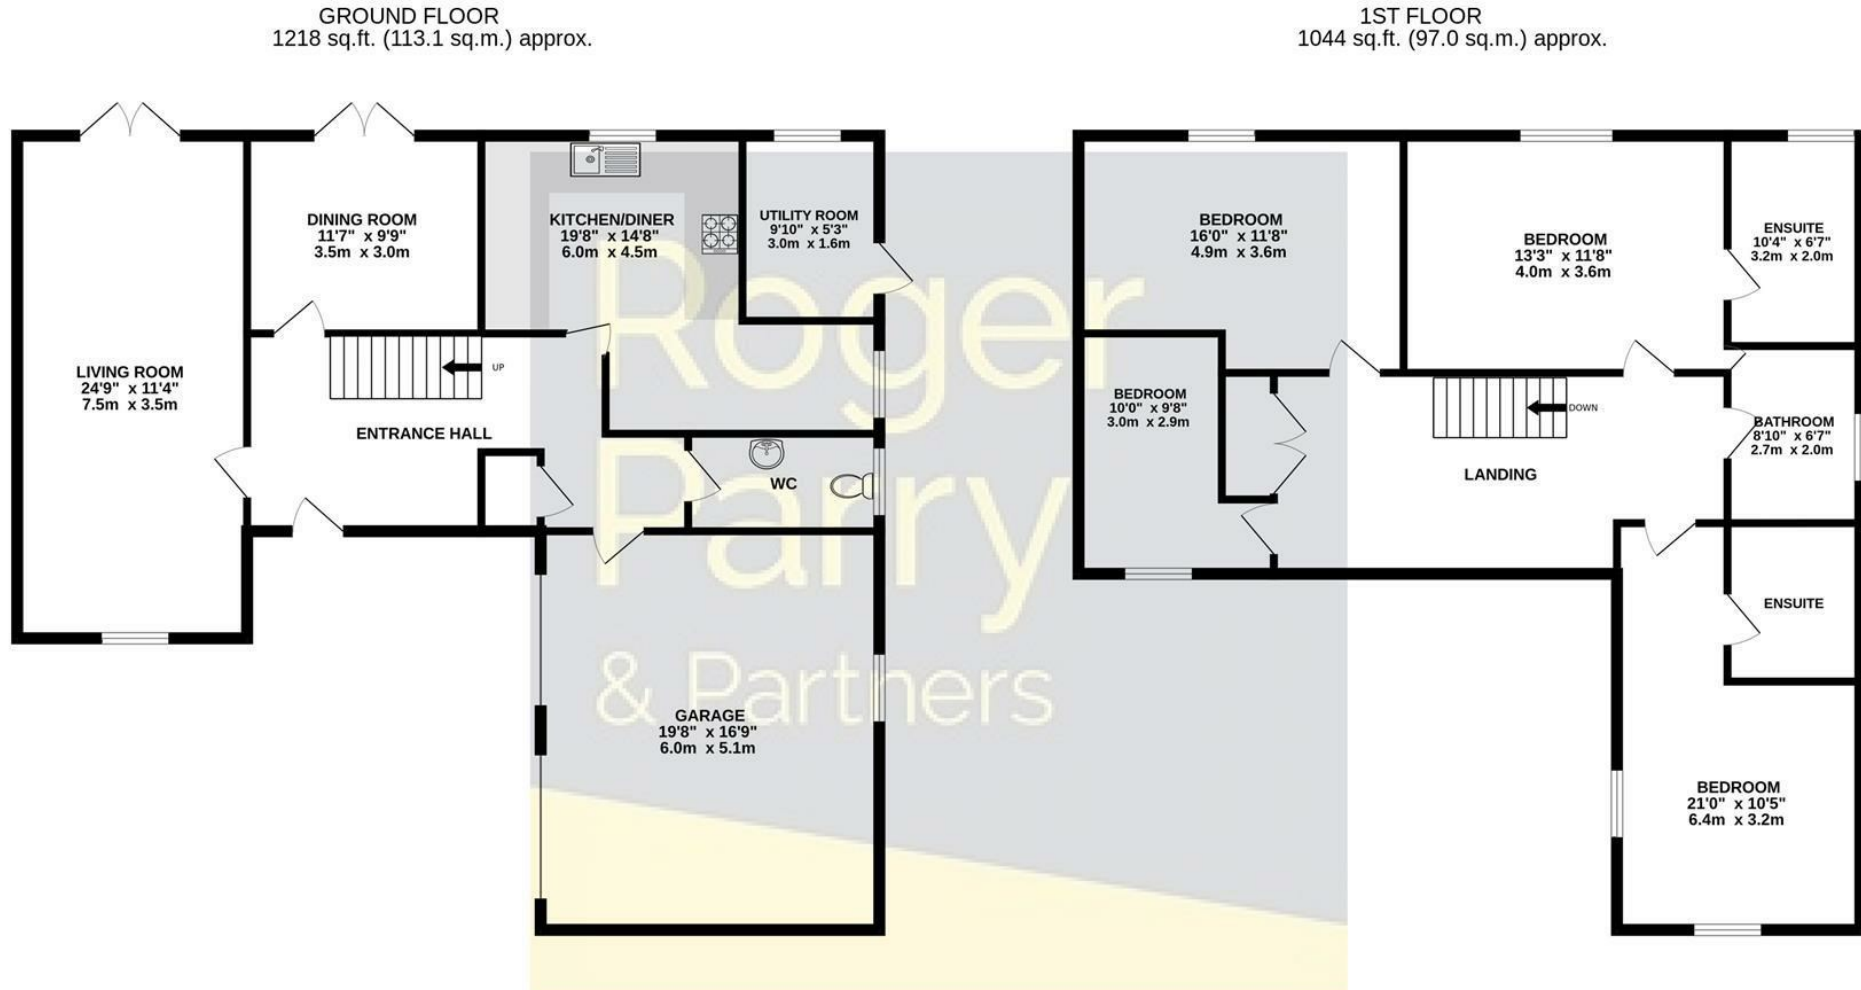 GROUND FLOOR
1218 sq.ft. (113.1 sq.m.) approx.
1ST FLOOR
1044 sq.ft. (97.0 sq.m.) approx.
LIVING ROOM
24'9" x 11'4"
7.5m x 3.5m
DINING ROOM
11'7" x 9'9"
3.5m x 3.0m
KITCHEN/DINER
19'8" x 14'8"
6.0m x 4.5m
UTILITY ROOM
9'10" x 5'3"
3.0m x 1.6m
UP
ENTRANCE HALL
WC
GARAGE
19'8" x 16'9"
6.0m x 5.1m
BEDROOM
16'0" x 11'8"
4.9m x 3.6m
BEDROOM
13'3" x 11'8"
4.0m x 3.6m
ENSUITE
10'4" x 6'7"
3.2m x 2.0m
BEDROOM
10'0" x 9'8"
3.0m x 2.9m
DOWN
LANDING
BATHROOM
8'10" x 6'7"
2.7m x 2.0m
ENSUITE
BEDROOM
21'0" x 10'5"
6.4m x 3.2m
Roger
Parry
& Partners